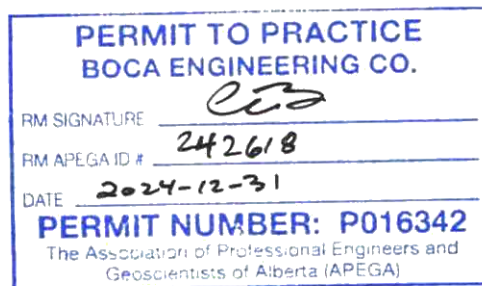 PERMIT TO PRACTICE
BOCA ENGINEERING CO.
RM SIGNATURE
RM APEGA ID # 242618
DATE 2024-12-31
PERMIT NUMBER: P016342
The Association of Professional Engineers and
Geoscientists of Alberta (APEGA)